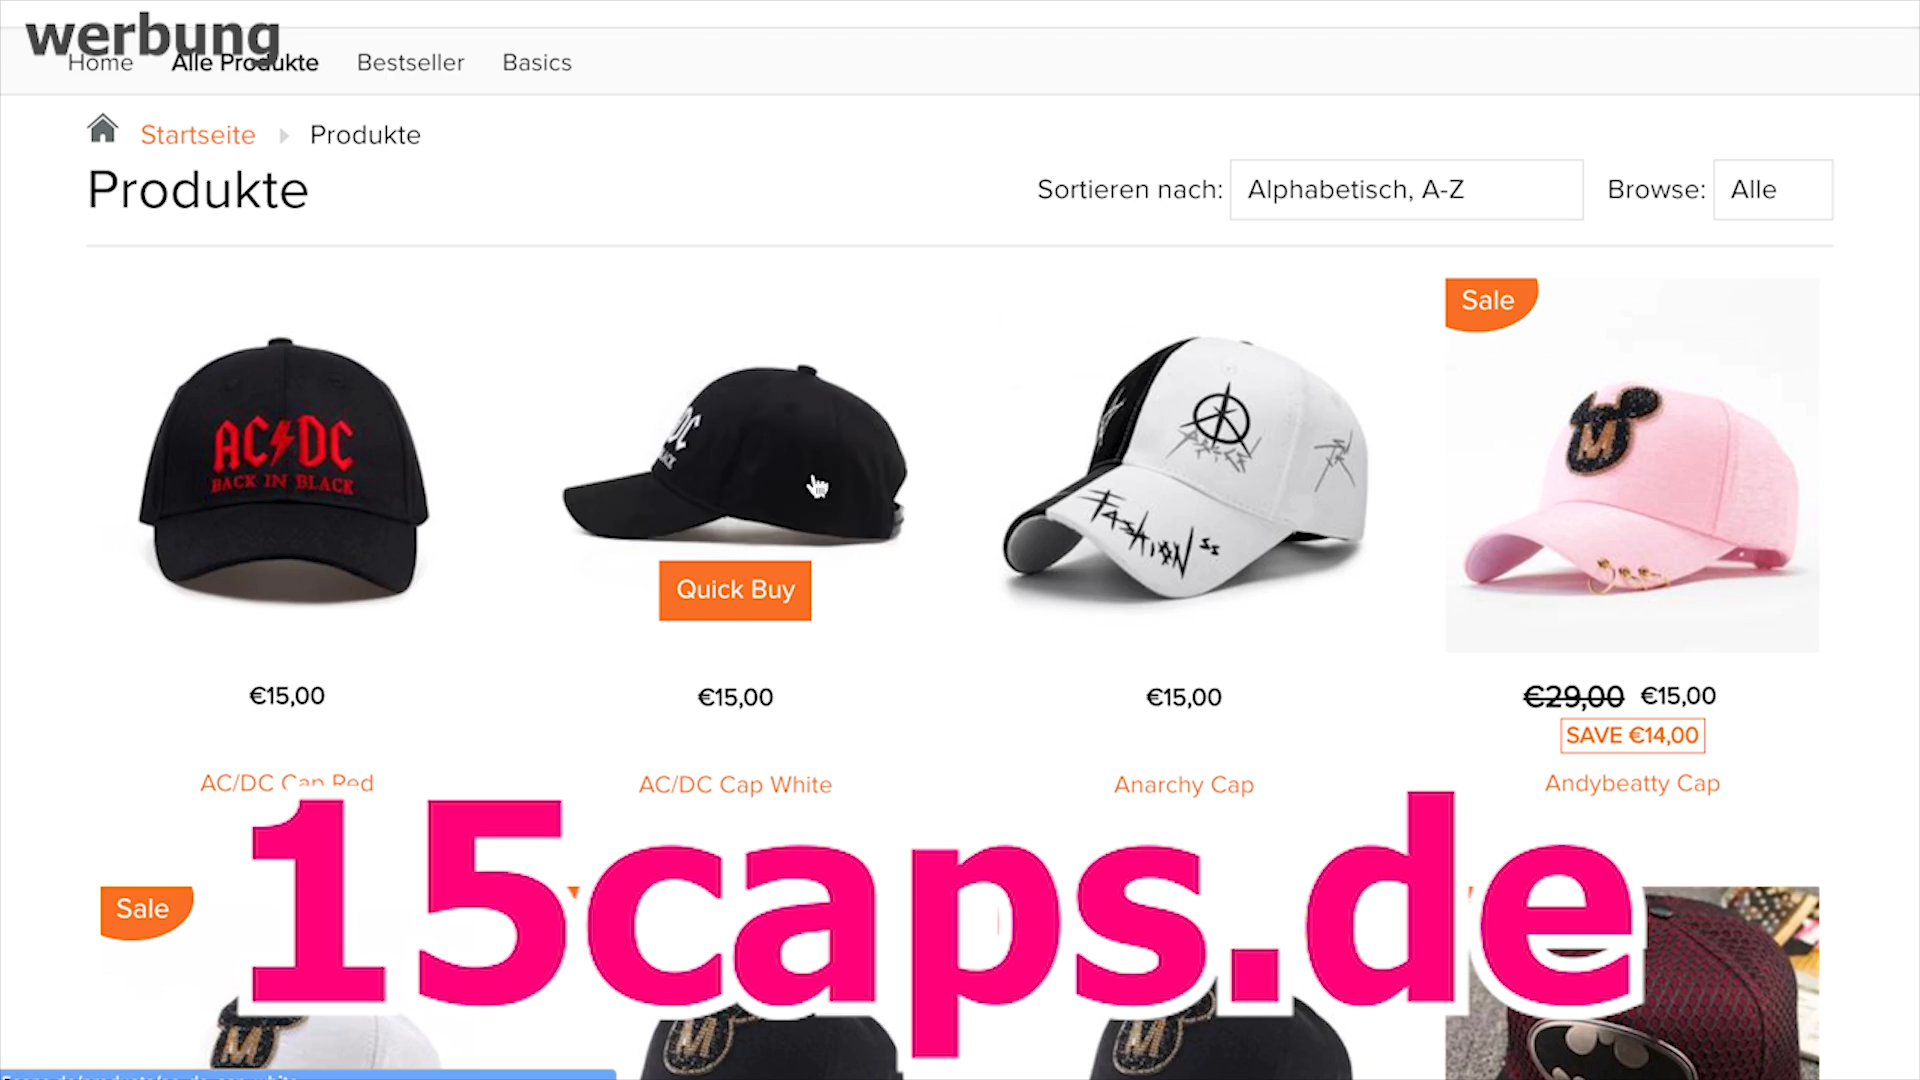 werbung
Home Alle Produkte Bestseller Basics
Startseite Produkte
Produkte
Sortieren nach: Alphabetisch, A-Z Browse: Alle
Sale
AC DC
BACK IN BLACK
DC
M
FASHION
Quick Buy
€15,00 €15,00 €15,00 €29,00 €15,00
SAVE €14,00
AC/DC Cap Red AC/DC Cap White Anarchy Cap Andybeatty Cap
15caps.de
Sale
M
M
M